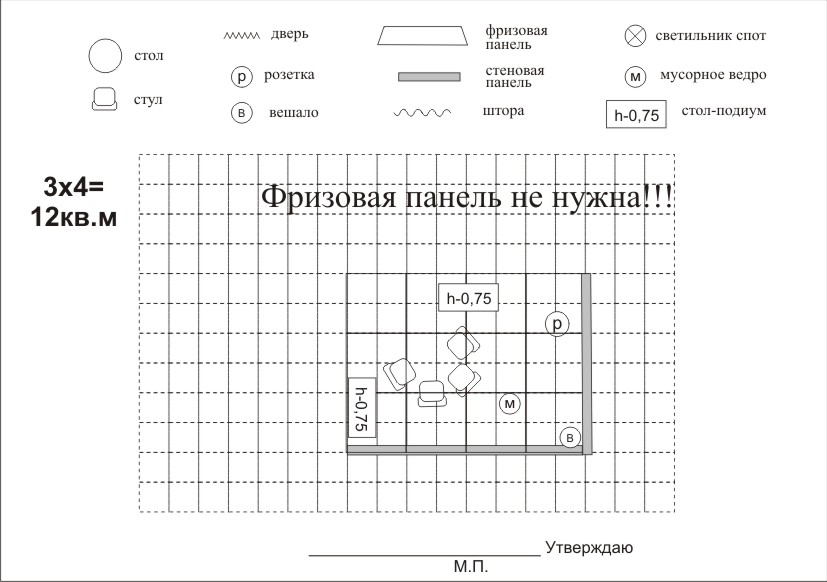 стол
стул
дверь
розетка
вешало
фризовая
панель
стеновая
панель
штора
светильник спот
мусорное ведро
стол-подиум
р
в
м
h-0,75
3х4=
12кв.м
Фризовая панель не нужна!!!
h-0,75
р
h-0,75
м
в
Утверждаю
М.П.